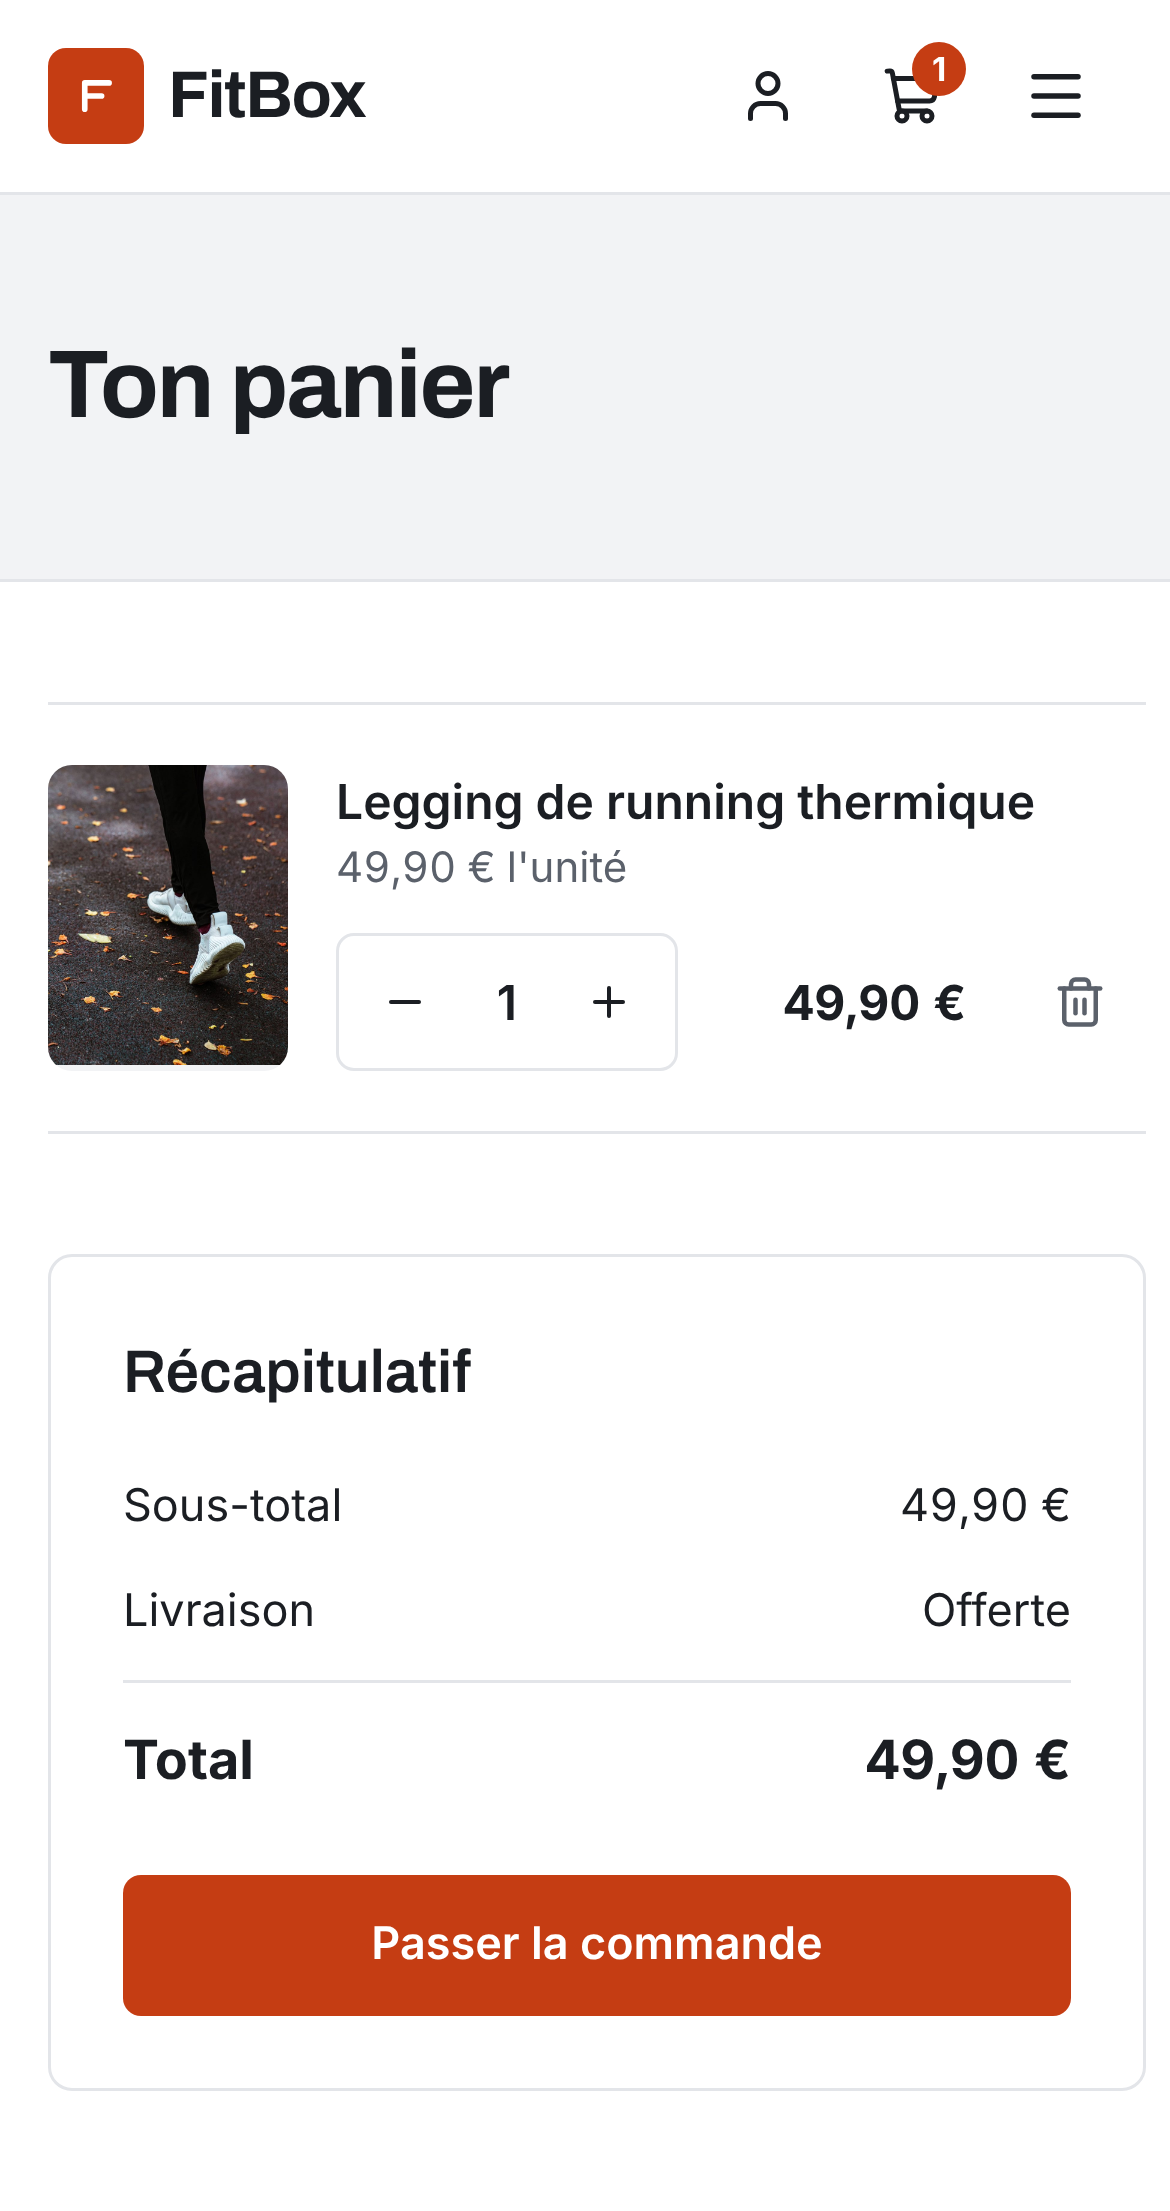 F FitBox
1
Ton panier
Legging de running thermique
49,90 € l'unité
1 49,90 €
Récapitulatif
Sous-total 49,90 €
Livraison Offerte
Total 49,90 €
Passer la commande